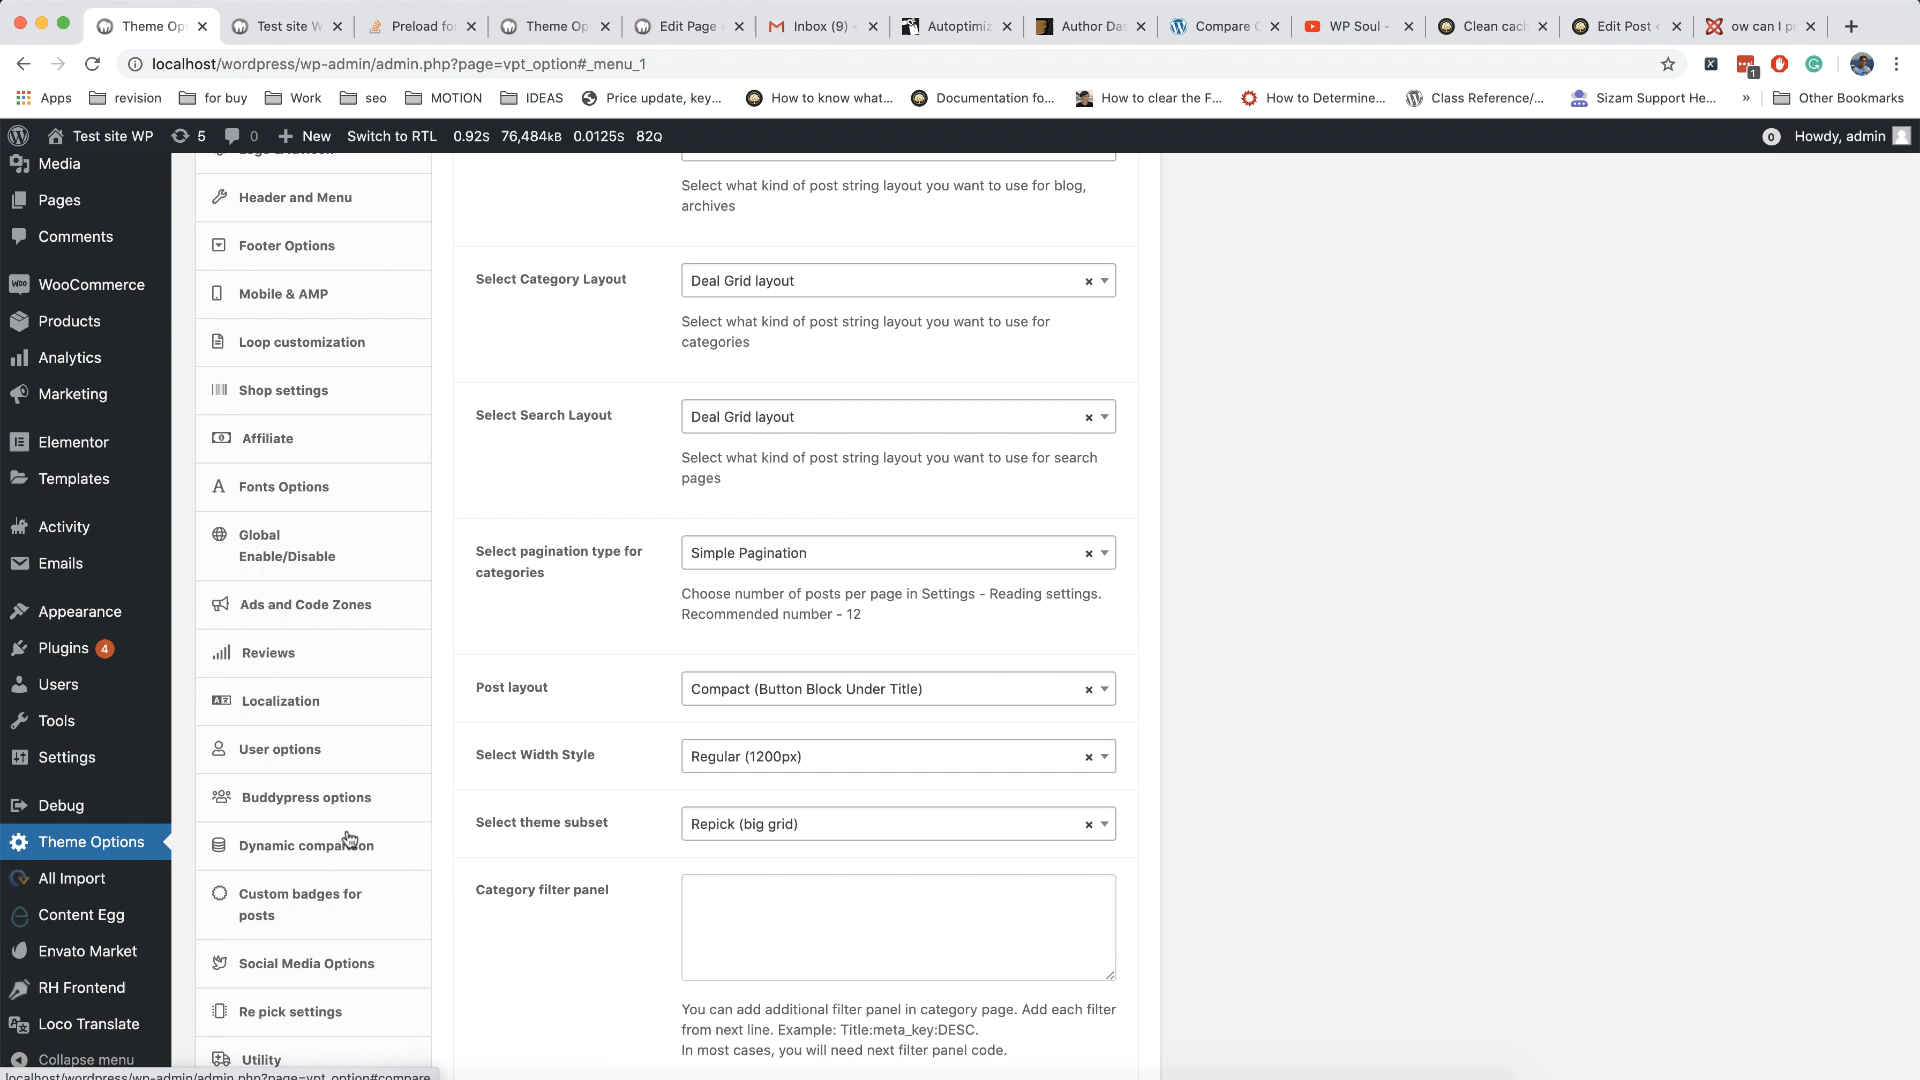 Theme Op
Test site W
Preload for
Theme Op
Edit Page ‹
Inbox (9) -
Autoptimiz
Author Das
Compare C
WP Soul -
Clean cach
Edit Post ‹
ow can I pr
localhost/wordpress/wp-admin/admin.php?page=vpt_option#_menu_1
1
Apps
revision
for buy
Work
seo
MOTION
IDEAS
Price update, key...
How to know what...
Documentation fo...
How to clear the F...
How to Determine...
Class Reference/...
Sizam Support He...
»
Other Bookmarks
Test site WP
5
0
New
Switch to RTL
0.92S 76,484KB 0.0125S 82Q
0
Howdy, admin
Media
Pages
Comments
WooCommerce
Products
Analytics
Marketing
Elementor
Templates
Activity
Emails
Appearance
Plugins 4
Users
Tools
Settings
Debug
Theme Options
All Import
Content Egg
Envato Market
RH Frontend
Loco Translate
Collapse menu
Header and Menu
Footer Options
Mobile & AMP
Loop customization
Shop settings
Affiliate
Fonts Options
Global
Enable/Disable
Ads and Code Zones
Reviews
Localization
User options
Buddypress options
Dynamic comparison
Custom badges for
posts
Social Media Options
Re pick settings
Utility
Select what kind of post string layout you want to use for blog,
archives
Select Category Layout
Deal Grid layout
Select what kind of post string layout you want to use for
categories
Select Search Layout
Deal Grid layout
Select what kind of post string layout you want to use for search
pages
Select pagination type for
categories
Simple Pagination
Choose number of posts per page in Settings - Reading settings.
Recommended number - 12
Post layout
Compact (Button Block Under Title)
Select Width Style
Regular (1200px)
Select theme subset
Repick (big grid)
Category filter panel
You can add additional filter panel in category page. Add each filter
from next line. Example: Title:meta_key:DESC.
In most cases, you will need next filter panel code.
localhost/wordpress/wp-admin/admin.php?page=vpt_option#compare